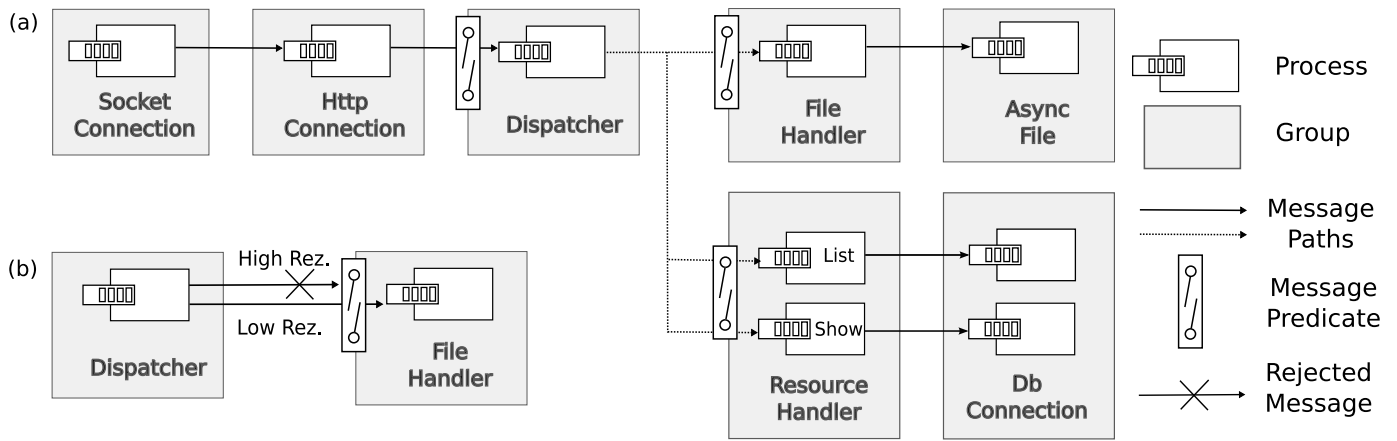 (a)
Socket
Connection
Http
Connection
Dispatcher
File
Handler
Async
File
Process
Group
Message
Paths
Message
Predicate
Rejected
Message
List
Show
Resource
Handler
Db
Connection
(b)
High Rez.
Low Rez.
Dispatcher
File
Handler